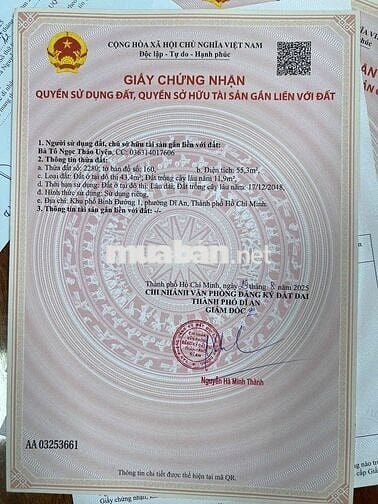 CỘNG HÒA XÃ HỘI CHỦ NGHĨA VIỆT NAM
Độc lập - Tự do - Hạnh phúc
GIẤY CHỨNG NHẬN
QUYỀN SỬ DỤNG ĐẤT, QUYỀN SỞ HỮU TÀI SẢN GẮN LIỀN VỚI ĐẤT
1. Người sử dụng đất, chủ sở hữu tài sản gắn liền với đất:
Bà Tô Ngọc Thảo Uyên, CC: 036314017606
2. Thông tin thửa đất:
a. Thửa đất số: 2280; tờ bản đồ số: 160, b. Diện tích: 55,3m²,
c. Loại đất: Đất ở tại đô thị 43,4m²; Đất trồng cây lâu năm 11,9m²,
d. Thời hạn sử dụng: Đất ở tại đô thị: Lâu dài; Đất trồng cây lâu năm: 17/12/2048,
đ. Hình thức sử dụng: Sử dụng riêng,
e. Địa chỉ: Khu phố Bình Đường 1, phường Dĩ An, Thành phố Hồ Chí Minh.
3. Thông tin tài sản gắn liền với đất: -/-
muaban.net
Thành phố Hồ Chí Minh, ngày tháng 8 năm 2025
CHI NHÁNH VĂN PHÒNG ĐĂNG KÝ ĐẤT ĐAI
THÀNH PHỐ DĨ AN
GIÁM ĐỐC
Nguyễn Hà Minh Thành
AA 03253661
Thông tin chi tiết được thể hiện tại mã QR.